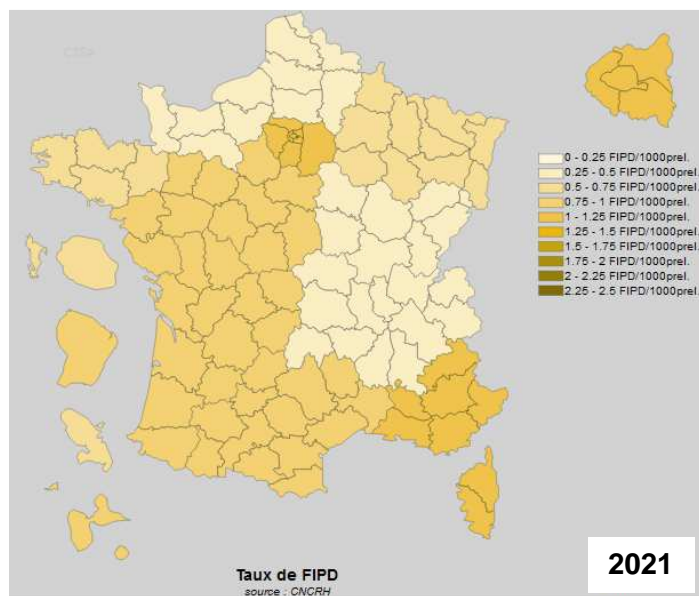 0 - 0.25 FIPD/1000prel.
0.25 - 0.5 FIPD/1000prel.
0.5 - 0.75 FIPD/1000prel.
0.75 - 1 FIPD/1000prel.
1 - 1.25 FIPD/1000prel.
1.25 - 1.5 FIPD/1000prel.
1.5 - 1.75 FIPD/1000prel.
1.75 - 2 FIPD/1000prel.
2 - 2.25 FIPD/1000prel.
2.25 - 2.5 FIPD/1000prel.
2021
Taux de FIPD
source : CNCRH